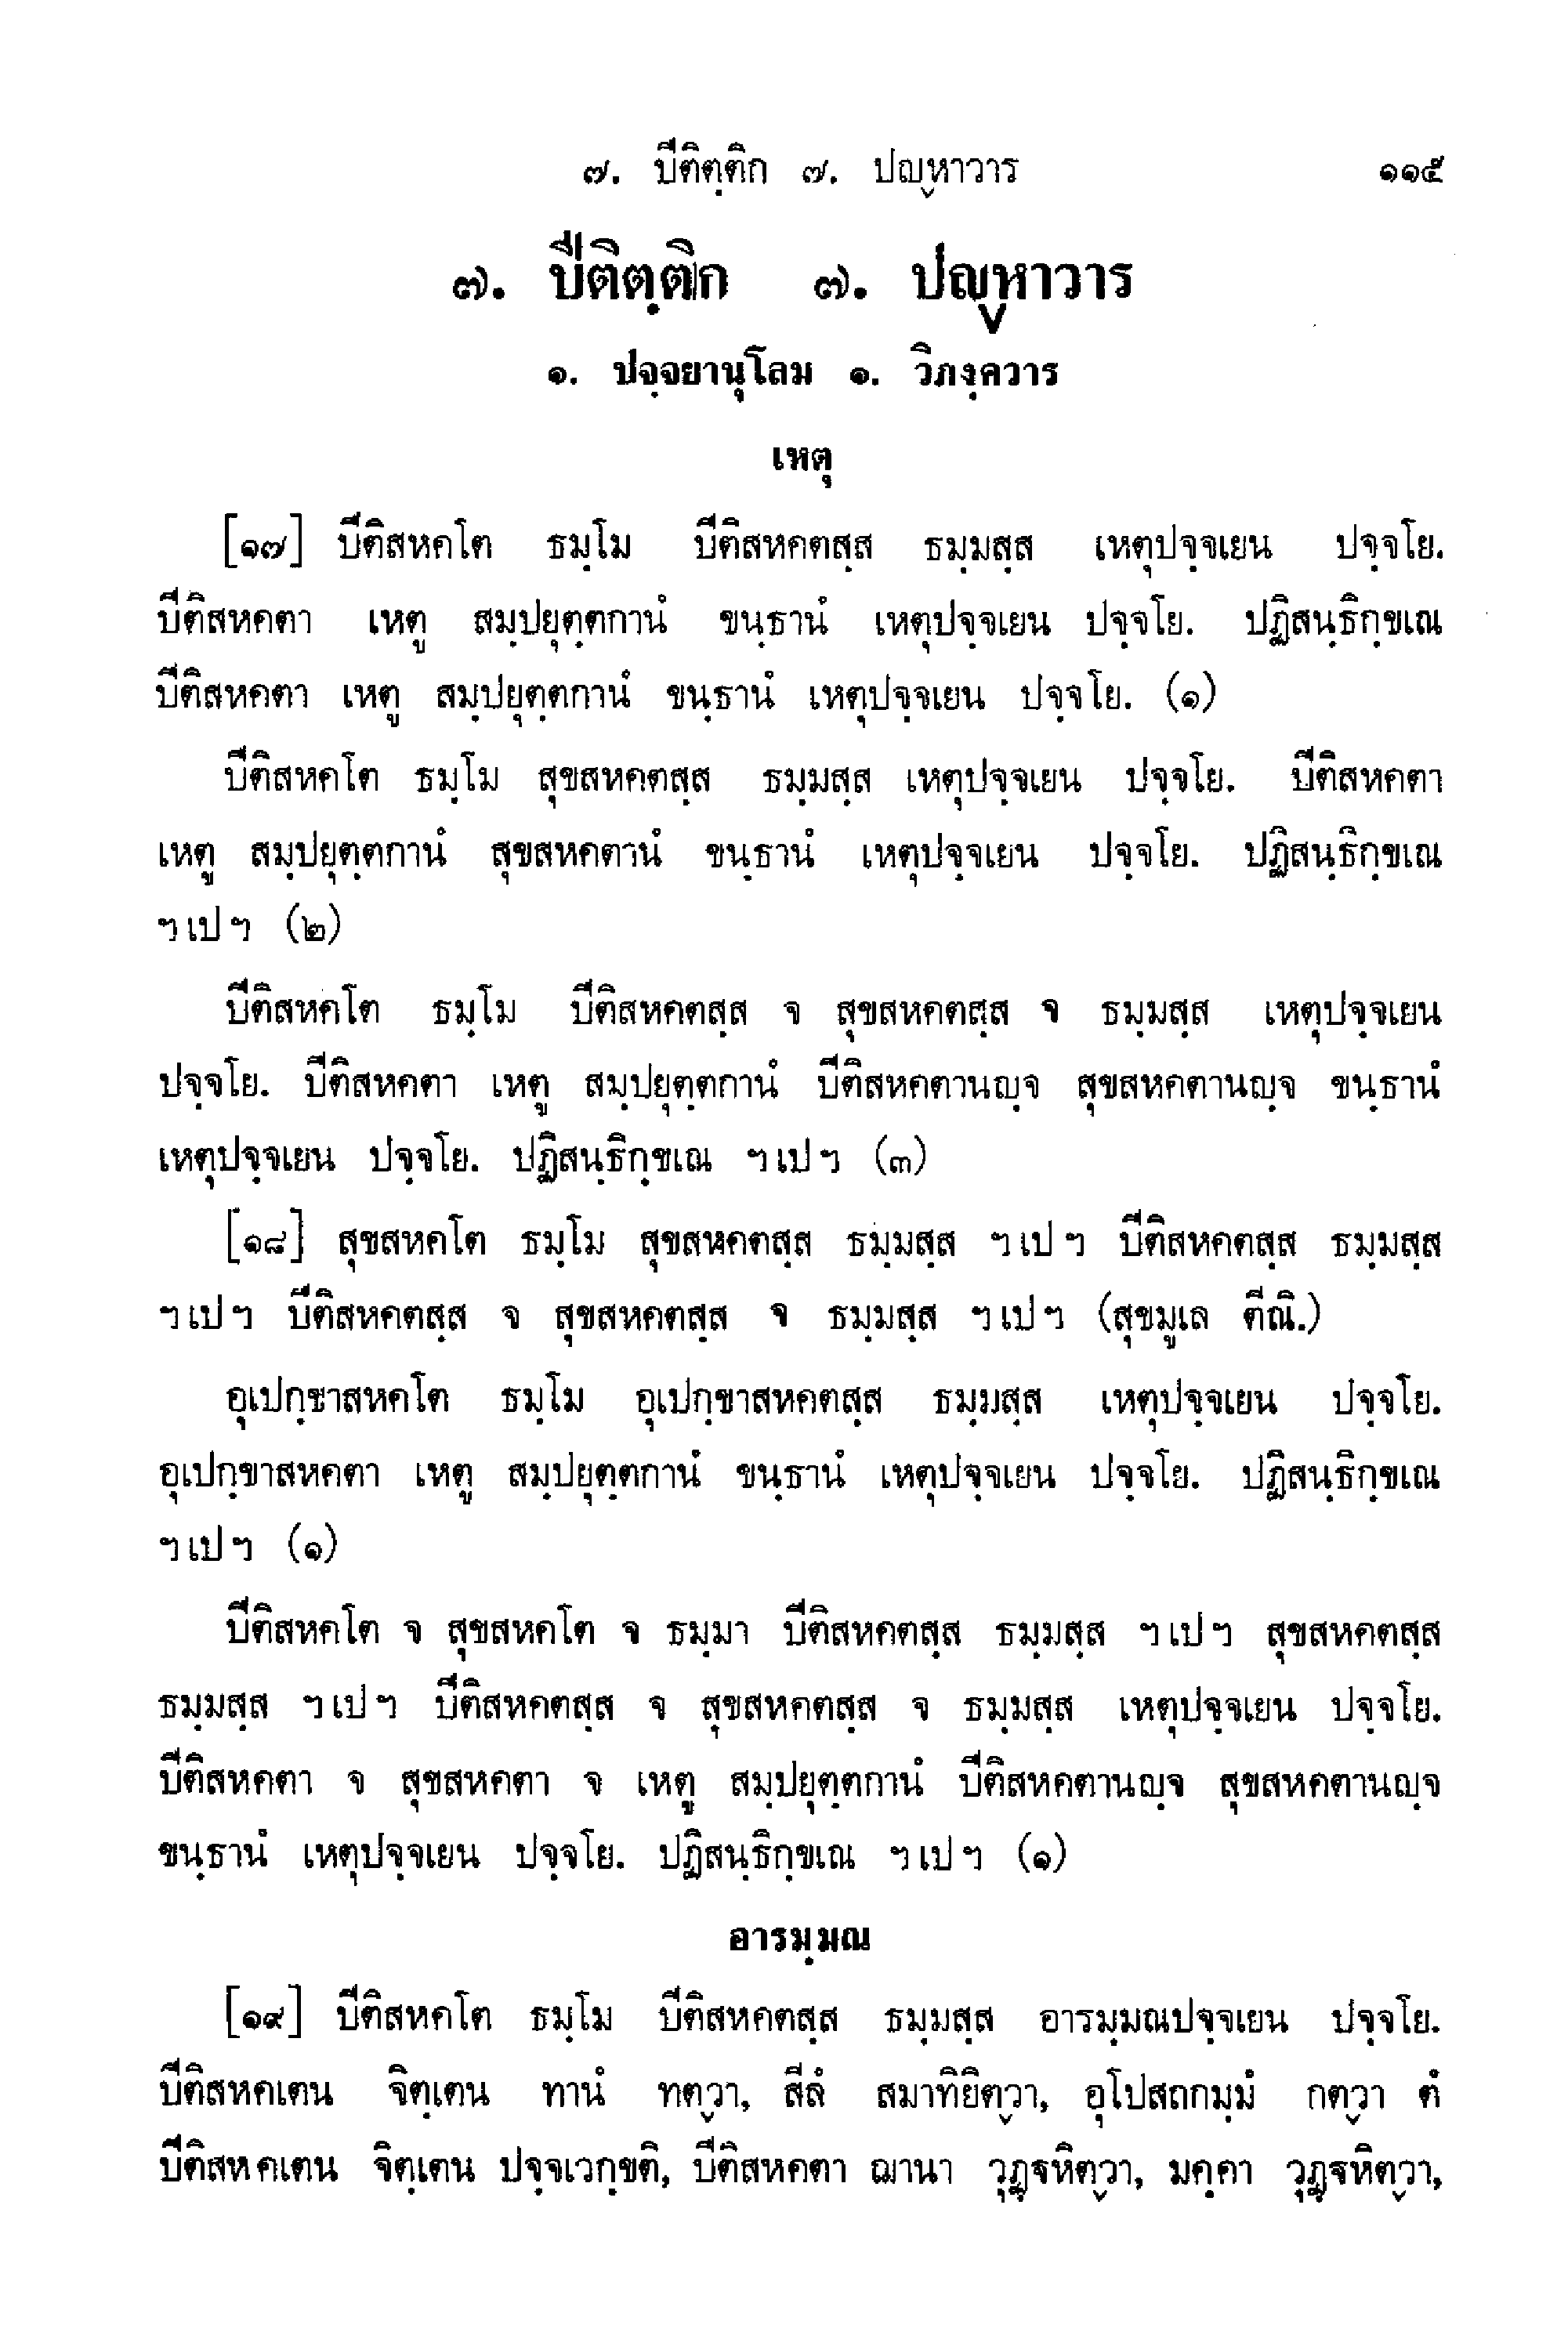 ๗. ปีติตฺติก ๗. ปญฺหาวาร ๑๑๕
๗. ปีติตฺติก ๗. ปญฺหาวาร
๑. ปจฺจยานุโลม ๑. วิภงฺควาร
เหตุ
[๑๗] ปีติสหคโต ธมฺโม ปีติสหคตสฺส ธมฺมสฺส เหตุปจฺจเยน ปจฺจโย.
ปีติสหคตา เหตู สมฺปยุตฺตกานํ ขนฺธานํ เหตุปจฺจเยน ปจฺจโย. ปฏิสนฺธิกฺขเณ
ปีติสหคตา เหตู สมฺปยุตฺตกานํ ขนฺธานํ เหตุปจฺจเยน ปจฺจโย. (๑)
ปีติสหคโต ธมฺโม สุขสหคตสฺส ธมฺมสฺส เหตุปจฺจเยน ปจฺจโย. ปีติสหคตา
เหตู สมฺปยุตฺตกานํ สุขสหคตานํ ขนฺธานํ เหตุปจฺจเยน ปจฺจโย. ปฏิสนฺธิกฺขเณ
ฯเปฯ (๒)
ปีติสหคโต ธมฺโม ปีติสหคตสฺส จ สุขสหคตสฺส จ ธมฺมสฺส เหตุปจฺจเยน
ปจฺจโย. ปีติสหคตา เหตู สมฺปยุตฺตกานํ ปีติสหคตานญฺจ สุขสหคตานญฺจ ขนฺธานํ
เหตุปจฺจเยน ปจฺจโย. ปฏิสนฺธิกฺขเณ ฯเปฯ (๓)
[๑๘] สุขสหคโต ธมฺโม สุขสหคตสฺส ธมฺมสฺส ฯเปฯ ปีติสหคตสฺส ธมฺมสฺส
ฯเปฯ ปีติสหคตสฺส จ สุขสหคตสฺส จ ธมฺมสฺส ฯเปฯ (สุขมูเล ตีณิ.)
อุเปกฺขาสหคโต ธมฺโม อุเปกฺขาสหคตสฺส ธมฺมสฺส เหตุปจฺจเยน ปจฺจโย.
อุเปกฺขาสหคตา เหตู สมฺปยุตฺตกานํ ขนฺธานํ เหตุปจฺจเยน ปจฺจโย. ปฏิสนฺธิกฺขเณ
ฯเปฯ (๑)
ปีติสหคโต จ สุขสหคโต จ ธมฺมา ปีติสหคตสฺส ธมฺมสฺส ฯเปฯ สุขสหคตสฺส
ธมฺมสฺส ฯเปฯ ปีติสหคตสฺส จ สุขสหคตสฺส จ ธมฺมสฺส เหตุปจฺจเยน ปจฺจโย.
ปีติสหคตา จ สุขสหคตา จ เหตู สมฺปยุตฺตกานํ ปีติสหคตานญฺจ สุขสหคตานญฺจ
ขนฺธานํ เหตุปจฺจเยน ปจฺจโย. ปฏิสนฺธิกฺขเณ ฯเปฯ (๑)
อารมฺมณ
[๑๙] ปีติสหคโต ธมฺโม ปีติสหคตสฺส ธมฺมสฺส อารมฺมณปจฺจเยน ปจฺจโย.
ปีติสหคเตน จิตฺเตน ทานํ ทตฺวา, สีลํ สมาทิยิตฺวา, อุโปสถกมฺมํ กตฺวา ตํ
ปีติสหคเตน จิตฺเตน ปจฺจเวกฺขติ, ปีติสหคตา ฌานา วุฏฺฐหิตฺวา, มคฺคา วุฏฺฐหิตฺวา,